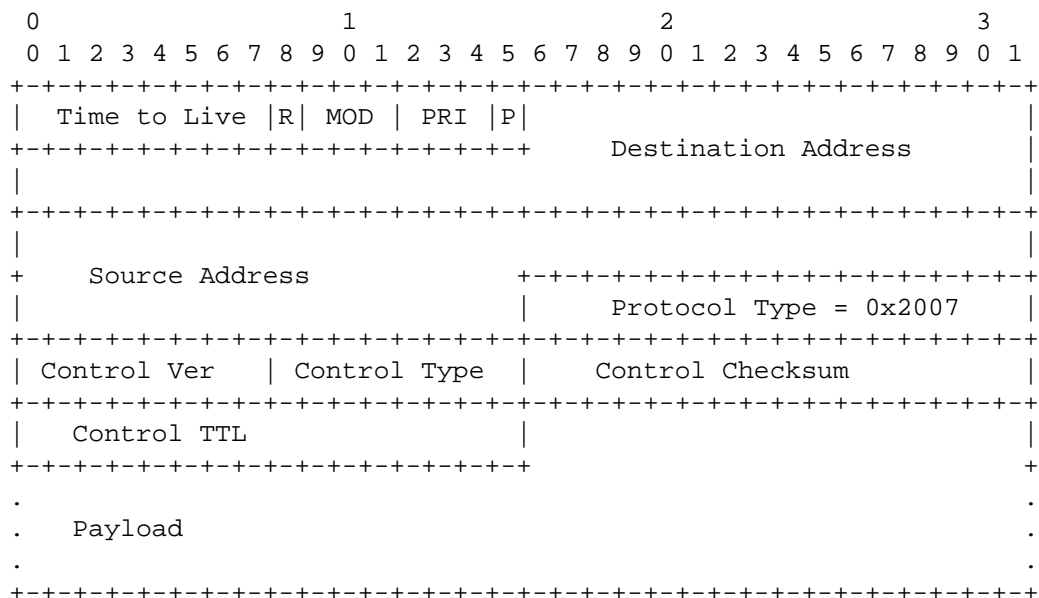 0                   1                   2                   3
 0 1 2 3 4 5 6 7 8 9 0 1 2 3 4 5 6 7 8 9 0 1 2 3 4 5 6 7 8 9 0 1
+-+-+-+-+-+-+-+-+-+-+-+-+-+-+-+-+-+-+-+-+-+-+-+-+-+-+-+-+-+-+-+-+
|  Time to Live |R| MOD | PRI |P|                               |
+-+-+-+-+-+-+-+-+-+-+-+-+-+-+-+-+     Destination Address       |
|                                                               |
+-+-+-+-+-+-+-+-+-+-+-+-+-+-+-+-+-+-+-+-+-+-+-+-+-+-+-+-+-+-+-+-+
|                                                               |
+    Source Address             +-+-+-+-+-+-+-+-+-+-+-+-+-+-+-+-+
|                               |     Protocol Type = 0x2007    |
+-+-+-+-+-+-+-+-+-+-+-+-+-+-+-+-+-+-+-+-+-+-+-+-+-+-+-+-+-+-+-+-+
| Control Ver   | Control Type  |    Control Checksum           |
+-+-+-+-+-+-+-+-+-+-+-+-+-+-+-+-+-+-+-+-+-+-+-+-+-+-+-+-+-+-+-+-+
|   Control TTL                 |                               |
+-+-+-+-+-+-+-+-+-+-+-+-+-+-+-+-+                               +
.                                                               .
.   Payload                                                     .
.                                                               .
+-+-+-+-+-+-+-+-+-+-+-+-+-+-+-+-+-+-+-+-+-+-+-+-+-+-+-+-+-+-+-+-+